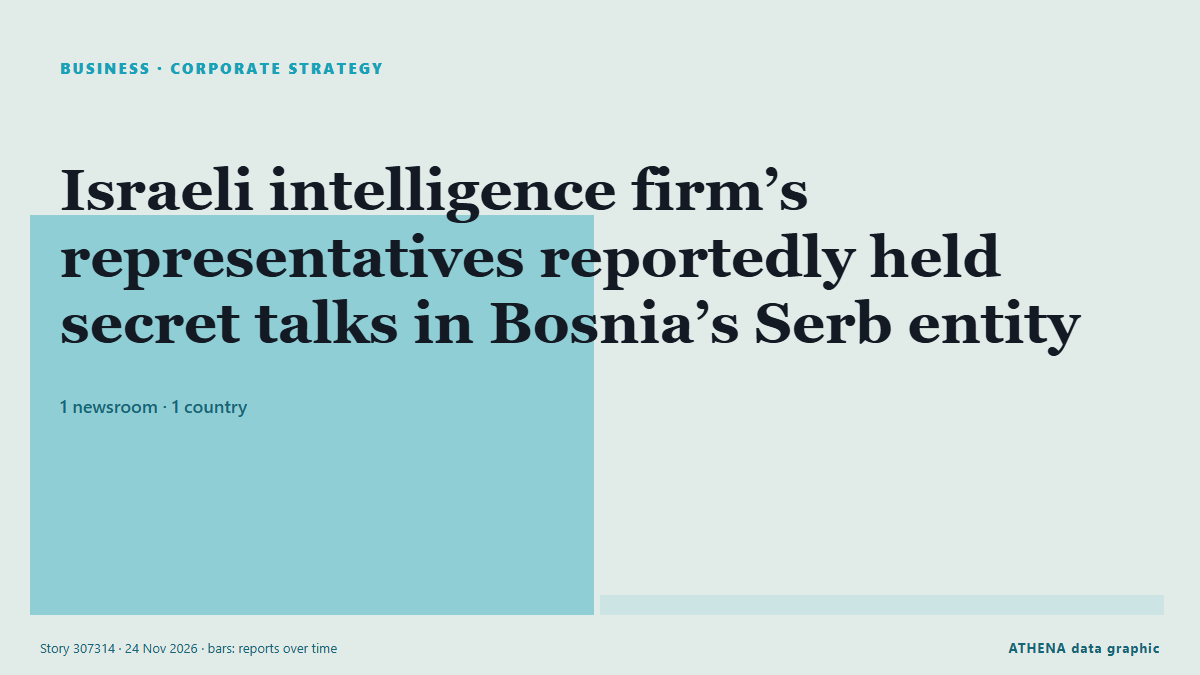 BUSINESS · CORPORATE STRATEGY
Israeli intelligence firm’s
representatives reportedly held
secret talks in Bosnia’s Serb entity
1 newsroom · 1 country
Story 307314 · 24 Nov 2026 · bars: reports over time
ATHENA data graphic